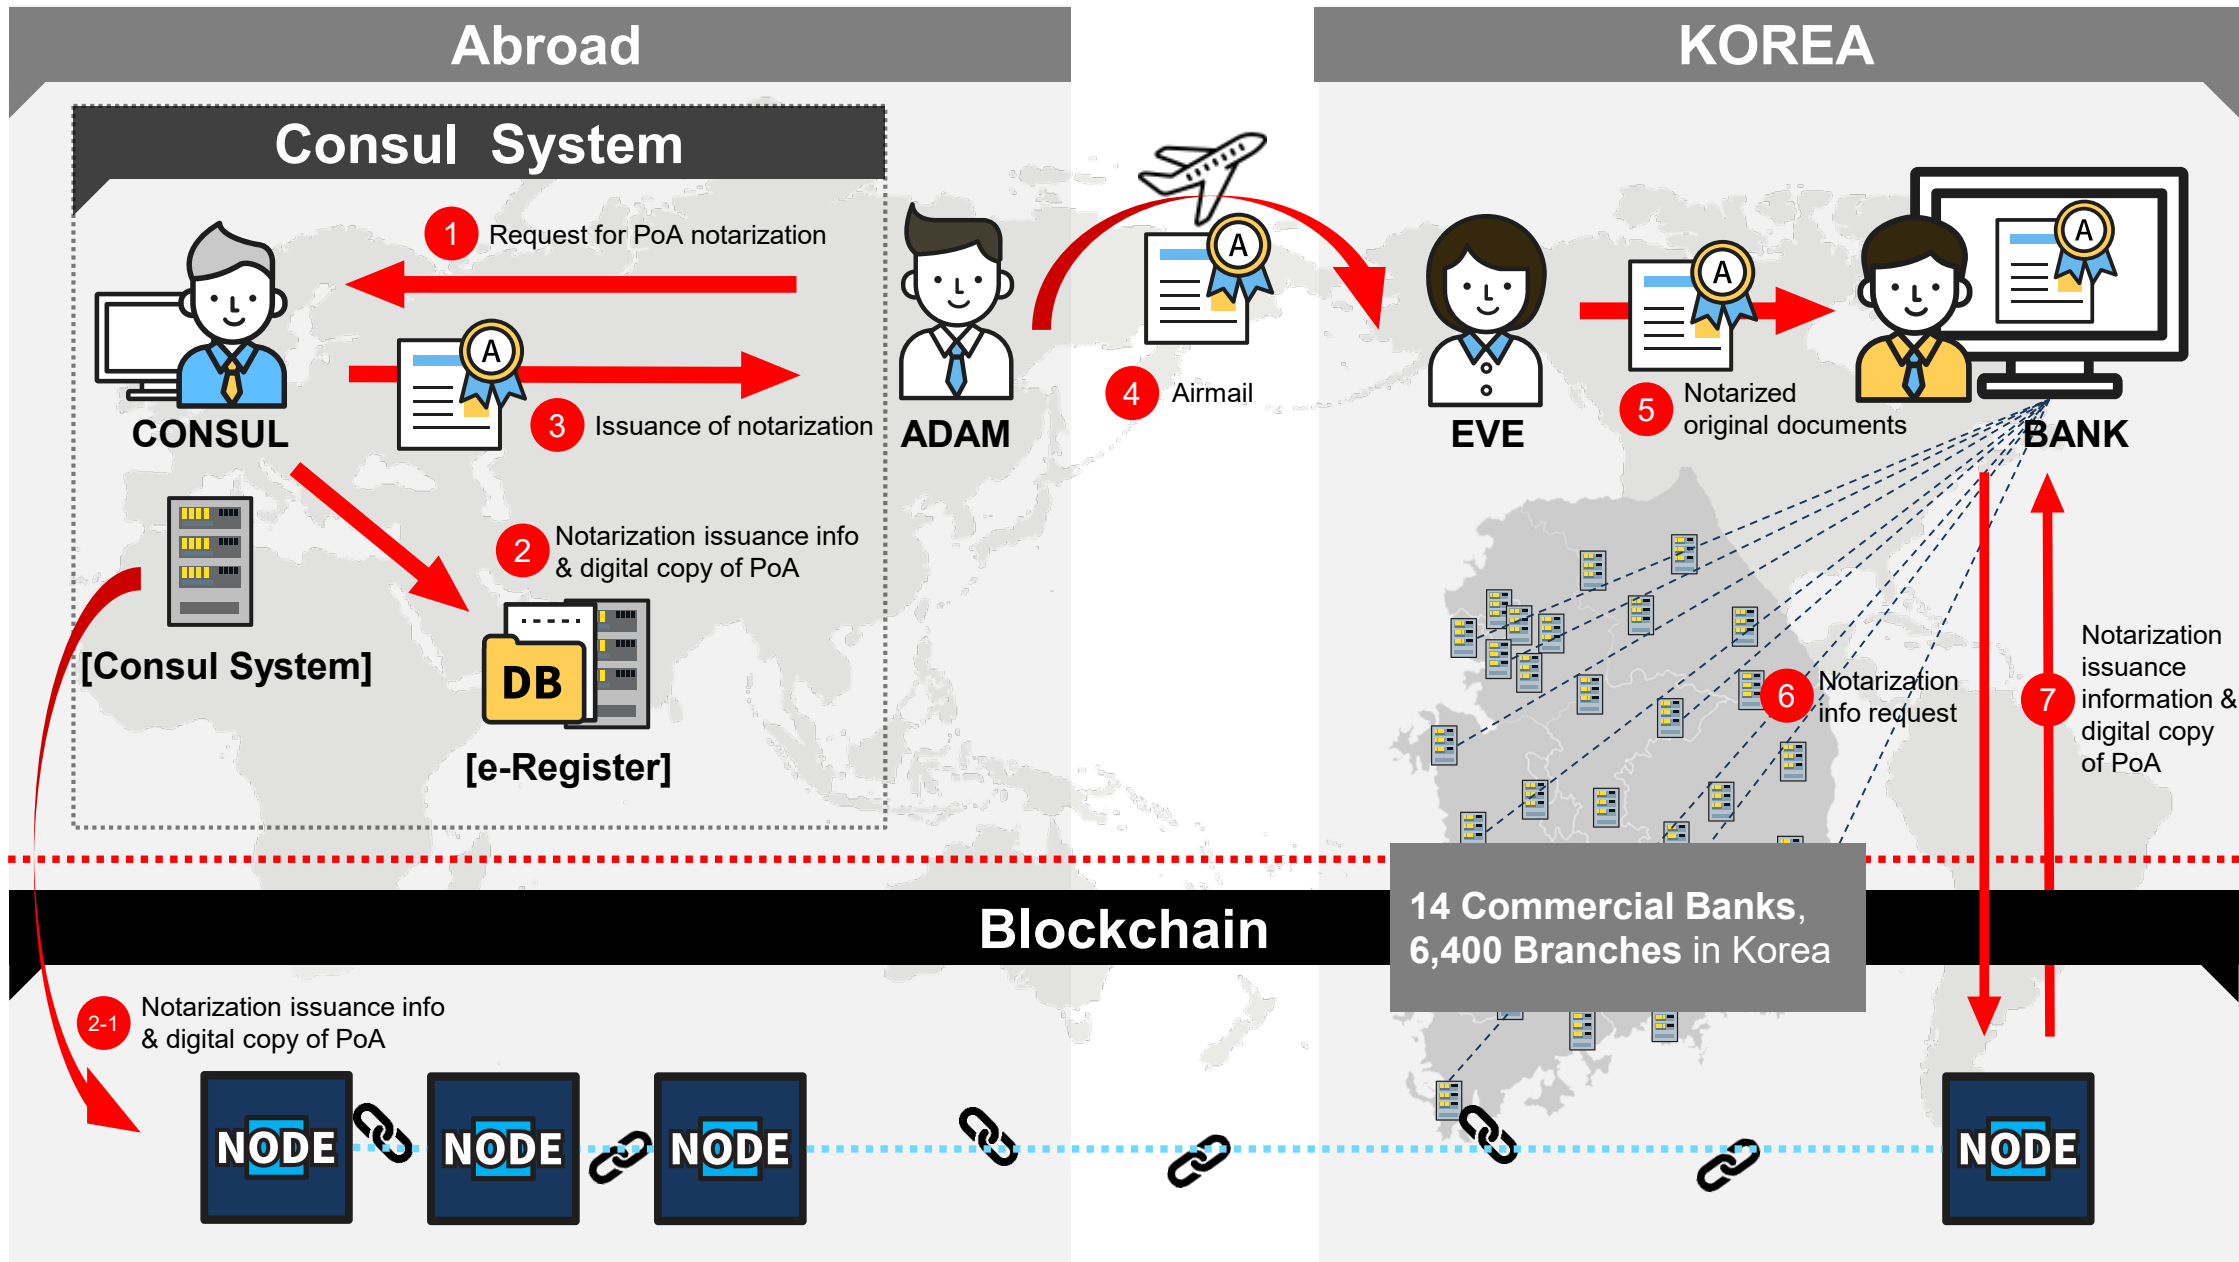 Abroad
KOREA
Consul System
1
Request for PoA notarization
A
3
Issuance of notarization
CONSUL
ADAM
2
Notarization issuance info
& digital copy of PoA
[Consul System]
DB
[e-Register]
A
4
Airmail
EVE
A
5
Notarized
original documents
A
BANK
6
Notarization
info request
7
Notarization
issuance
information &
digital copy
of PoA
Blockchain
14 Commercial Banks,
6,400 Branches in Korea
2-1
Notarization issuance info
& digital copy of PoA
NODE
NODE
NODE
NODE